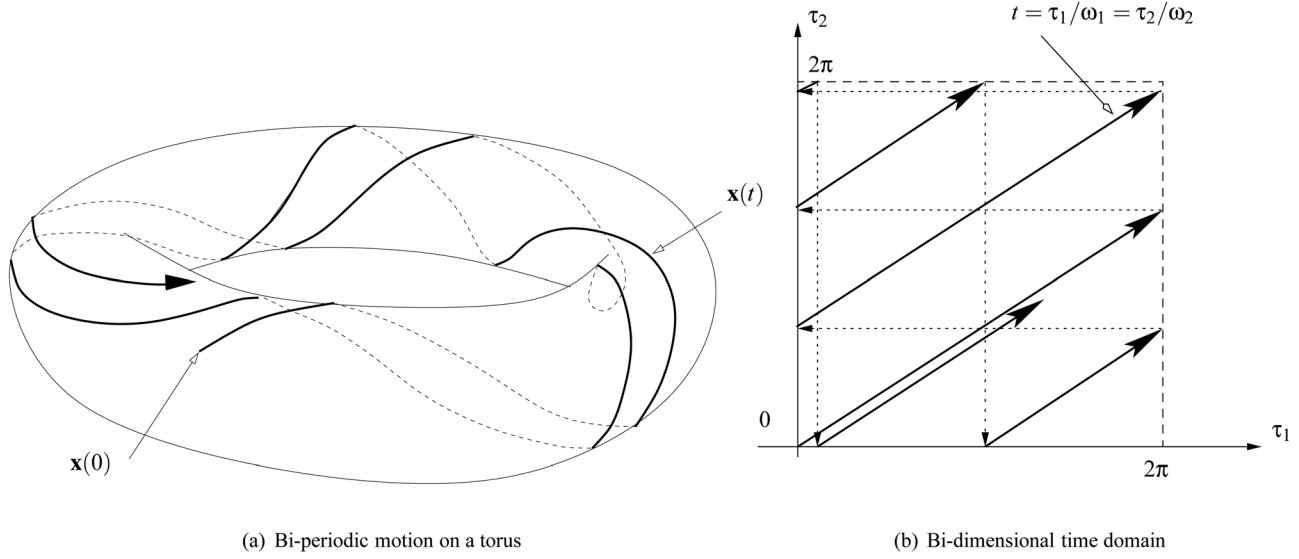 x(t)
x(0)
(a) Bi-periodic motion on a torus
τ₂
t = τ₁/ω₁ = τ₂/ω₂
2π
0
τ₁
2π
(b) Bi-dimensional time domain